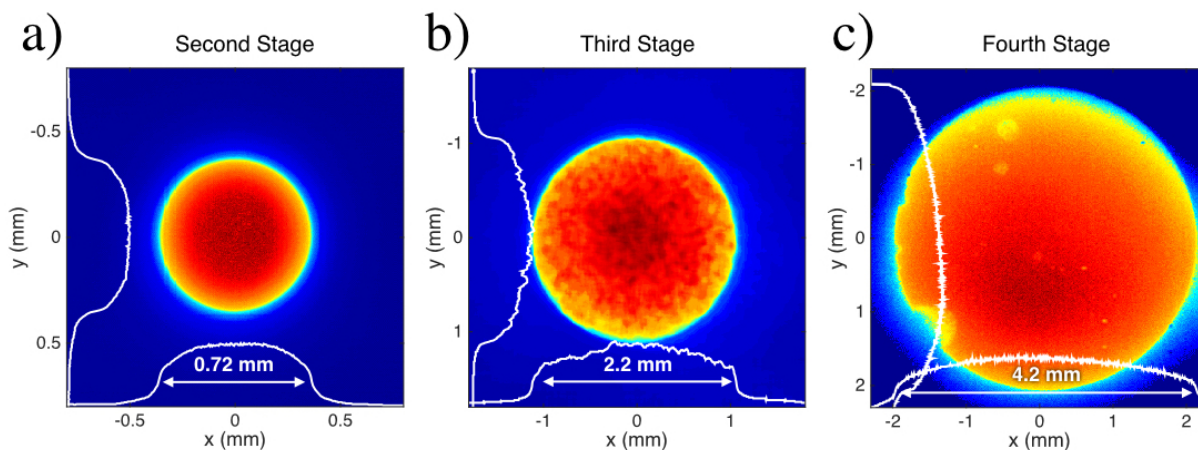 a)
Second Stage
-0.5
0
0.5
y (mm)
0.72 mm
-0.5
0
0.5
x (mm)
b)
Third Stage
-1
0
1
y (mm)
2.2 mm
-1
0
1
x (mm)
c)
Fourth Stage
-2
-1
0
1
2
y (mm)
4.2 mm
-2
-1
0
1
2
x (mm)